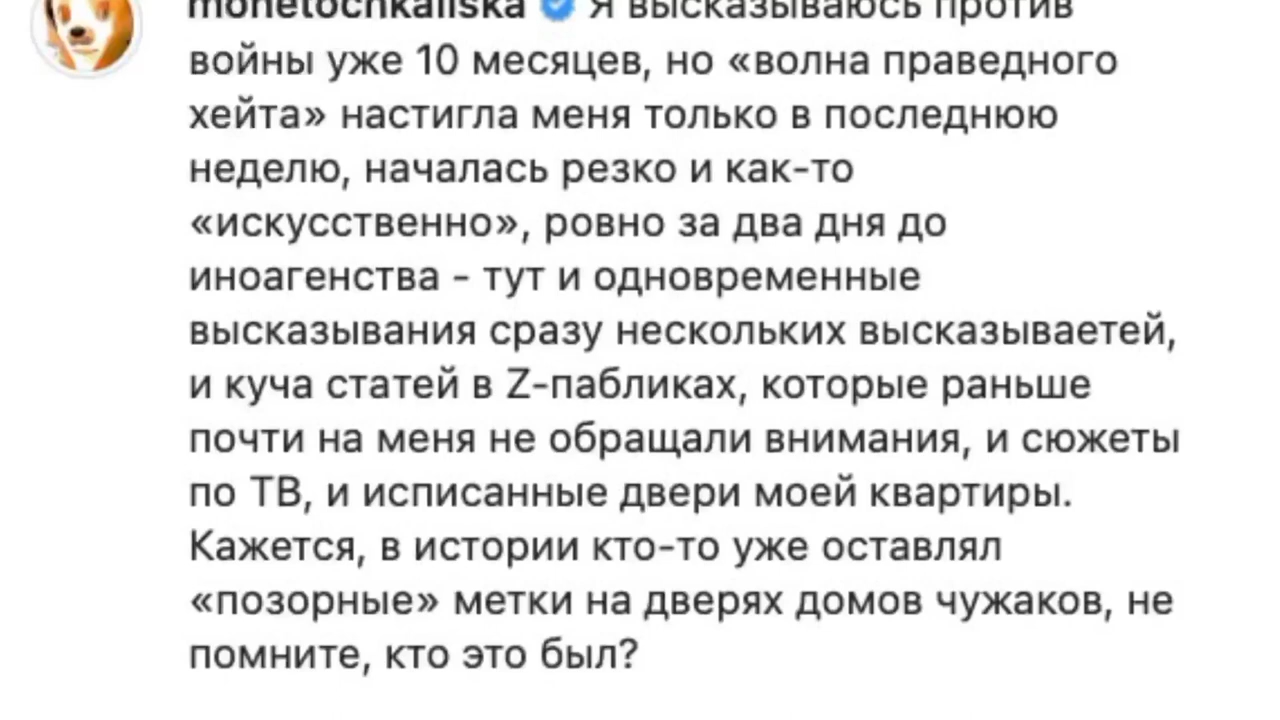 monetochkaliska Я высказываюсь против
войны уже 10 месяцев, но «волна праведного
хейта» настигла меня только в последнюю
неделю, началась резко и как-то
«искусственно», ровно за два дня до
иноагенства - тут и одновременные
высказывания сразу нескольких высказываетей,
и куча статей в Z-пабликах, которые раньше
почти на меня не обращали внимания, и сюжеты
по ТВ, и исписанные двери моей квартиры.
Кажется, в истории кто-то уже оставлял
«позорные» метки на дверях домов чужаков, не
помните, кто это был?